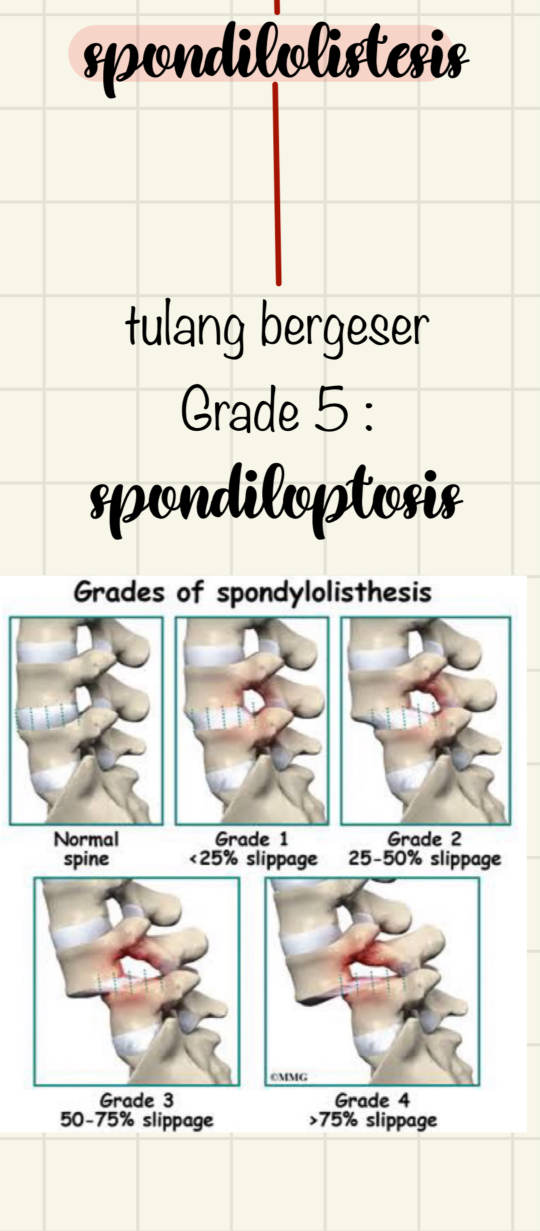 spondilolistesis
tulang bergeser
Grade 5 :
spondiloptosis
Grades of spondylolisthesis
Normal
spine
Grade 1
<25% slippage
Grade 2
25-50% slippage
Grade 3
50-75% slippage
©MMG
Grade 4
>75% slippage